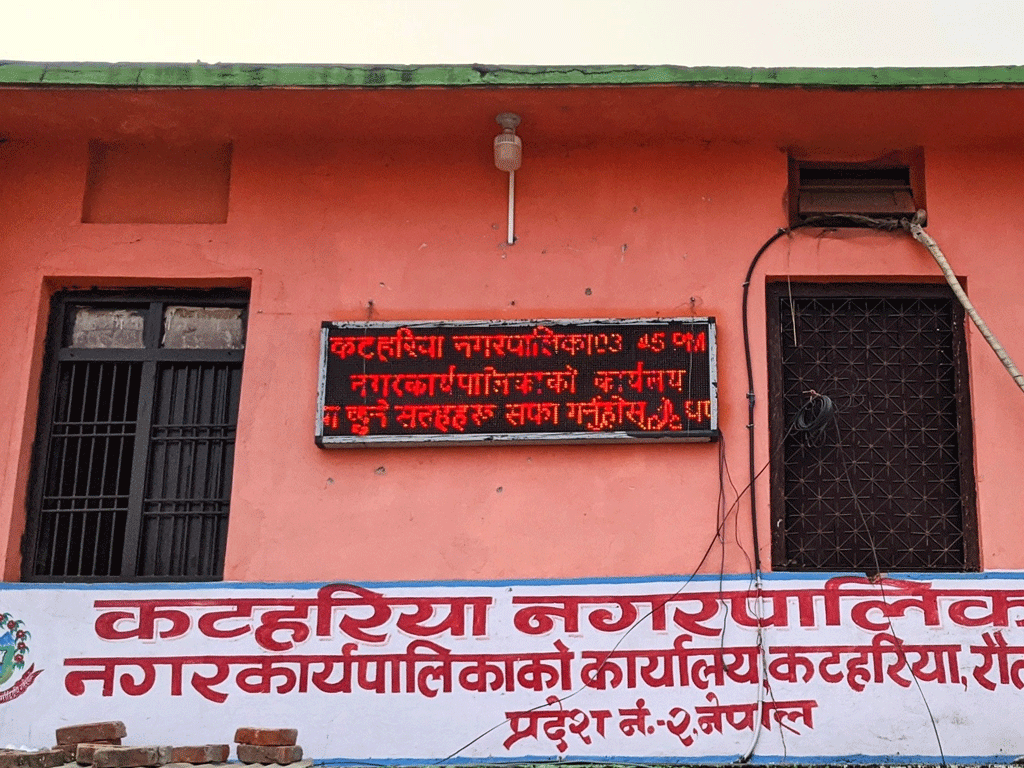 कटहरिया नगरपालिका 03 45 PM
नगरकार्यपालिकाको कार्यलय
छुने सतहहरू सफा गर्नुहोस्
कटहरिया नगरपालिक
नगरकार्यपालिकाको कार्यालय कटहरिया, रौत
प्रदेश नं.-२, नेपाल